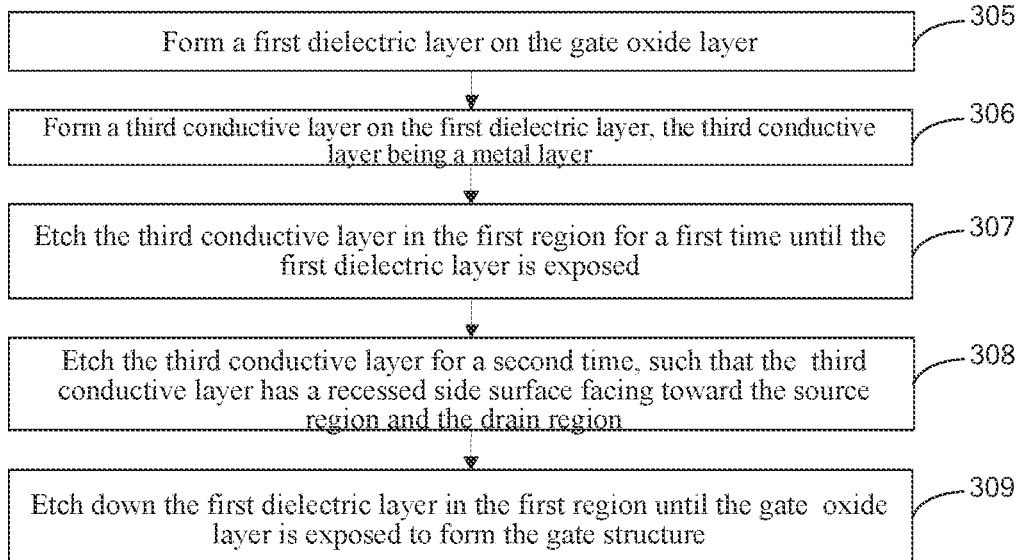 305
Form a first dielectric layer on the gate oxide layer
306
Form a third conductive layer on the first dielectric layer, the third conductive
layer being a metal layer
307
Etch the third conductive layer in the first region for a first time until the
first dielectric layer is exposed
308
Etch the third conductive layer for a second time, such that the third
conductive layer has a recessed side surface facing toward the source
region and the drain region
309
Etch down the first dielectric layer in the first region until the gate oxide
layer is exposed to form the gate structure